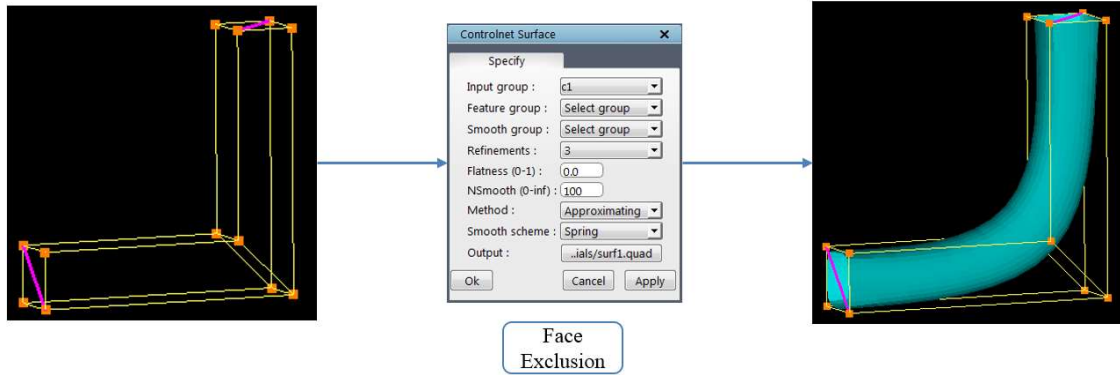 Controlnet Surface X
Specify
Input group : c1
Feature group : Select group
Smooth group : Select group
Refinements : 3
Flatness (0-1) : 0.0
NSmooth (0-inf) : 100
Method : Approximating
Smooth scheme : Spring
Output : ..ials/surf1.quad
Ok Cancel Apply
Face
Exclusion